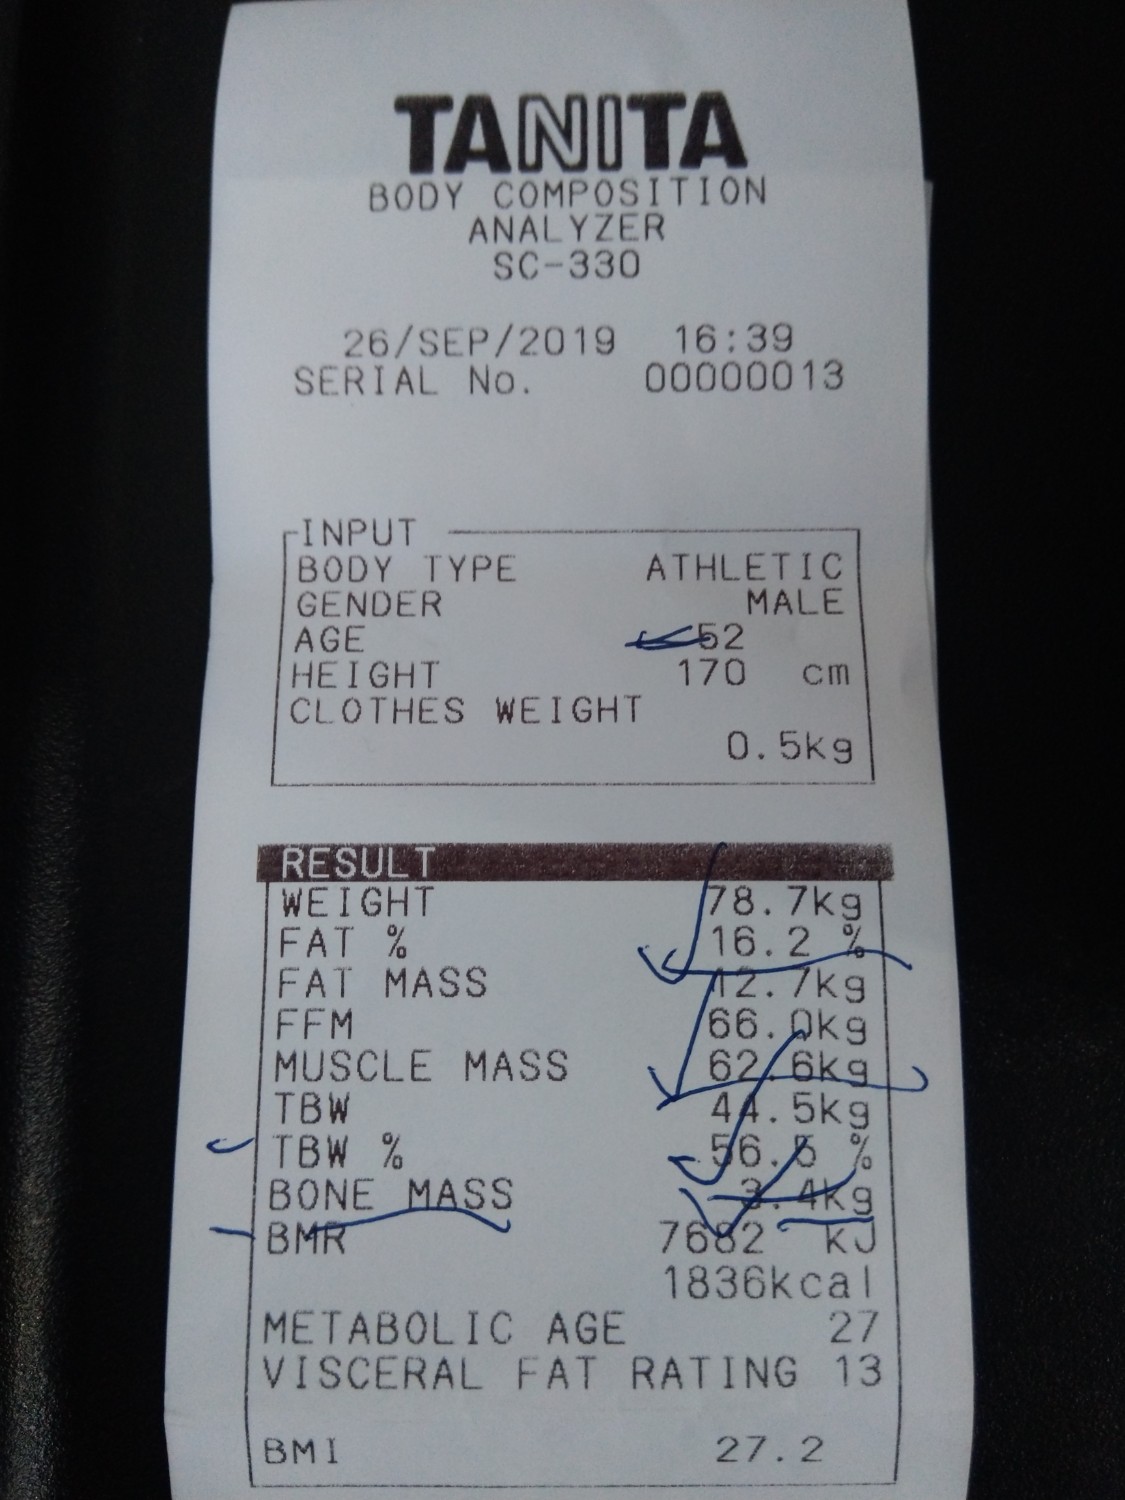 TANITA
BODY COMPOSITION
ANALYZER
SC-330
26/SEP/2019 16:39
SERIAL No. 00000013
INPUT
BODY TYPE ATHLETIC
GENDER MALE
AGE 52
HEIGHT 170 cm
CLOTHES WEIGHT
0.5kg
RESULT
WEIGHT 78.7kg
FAT % 16.2 %
FAT MASS 12.7kg
FFM 66.0kg
MUSCLE MASS 62.6kg
TBW 44.5kg
TBW % 56.5 %
BONE MASS 3.4kg
BMR 7682 kJ
1836kcal
METABOLIC AGE 27
VISCERAL FAT RATING 13
BMI 27.2